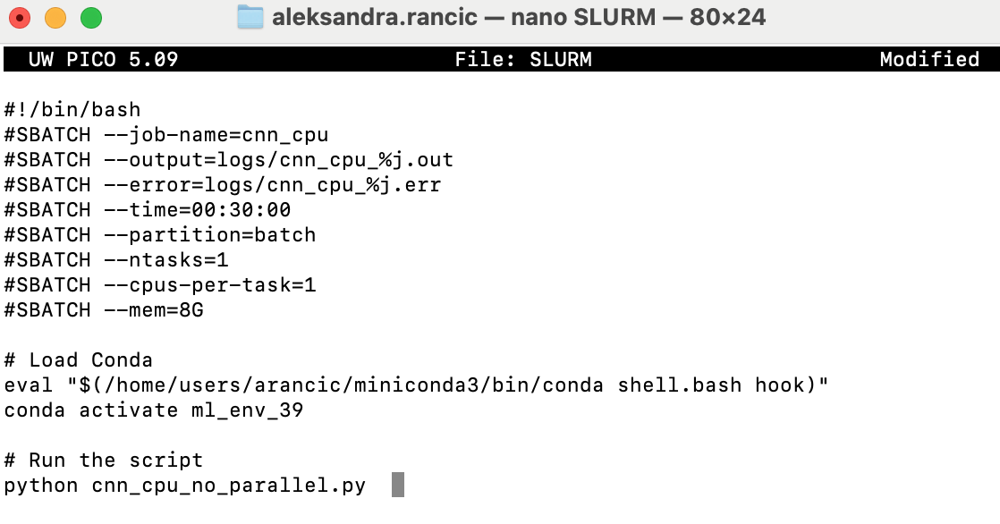 aleksandra.rancic — nano SLURM — 80×24
UW PICO 5.09 File: SLURM Modified
#!/bin/bash
#SBATCH --job-name=cnn_cpu
#SBATCH --output=logs/cnn_cpu_%j.out
#SBATCH --error=logs/cnn_cpu_%j.err
#SBATCH --time=00:30:00
#SBATCH --partition=batch
#SBATCH --ntasks=1
#SBATCH --cpus-per-task=1
#SBATCH --mem=8G
# Load Conda
eval "$(/home/users/arancic/miniconda3/bin/conda shell.bash hook)"
conda activate ml_env_39
# Run the script
python cnn_cpu_no_parallel.py